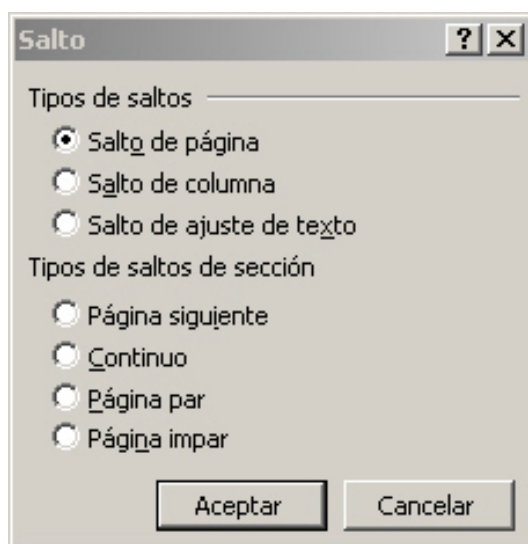 Salto
Tipos de saltos
Salto de página
Salto de columna
Salto de ajuste de texto
Tipos de saltos de sección
Página siguiente
Continuo
Página par
Página impar
Aceptar Cancelar